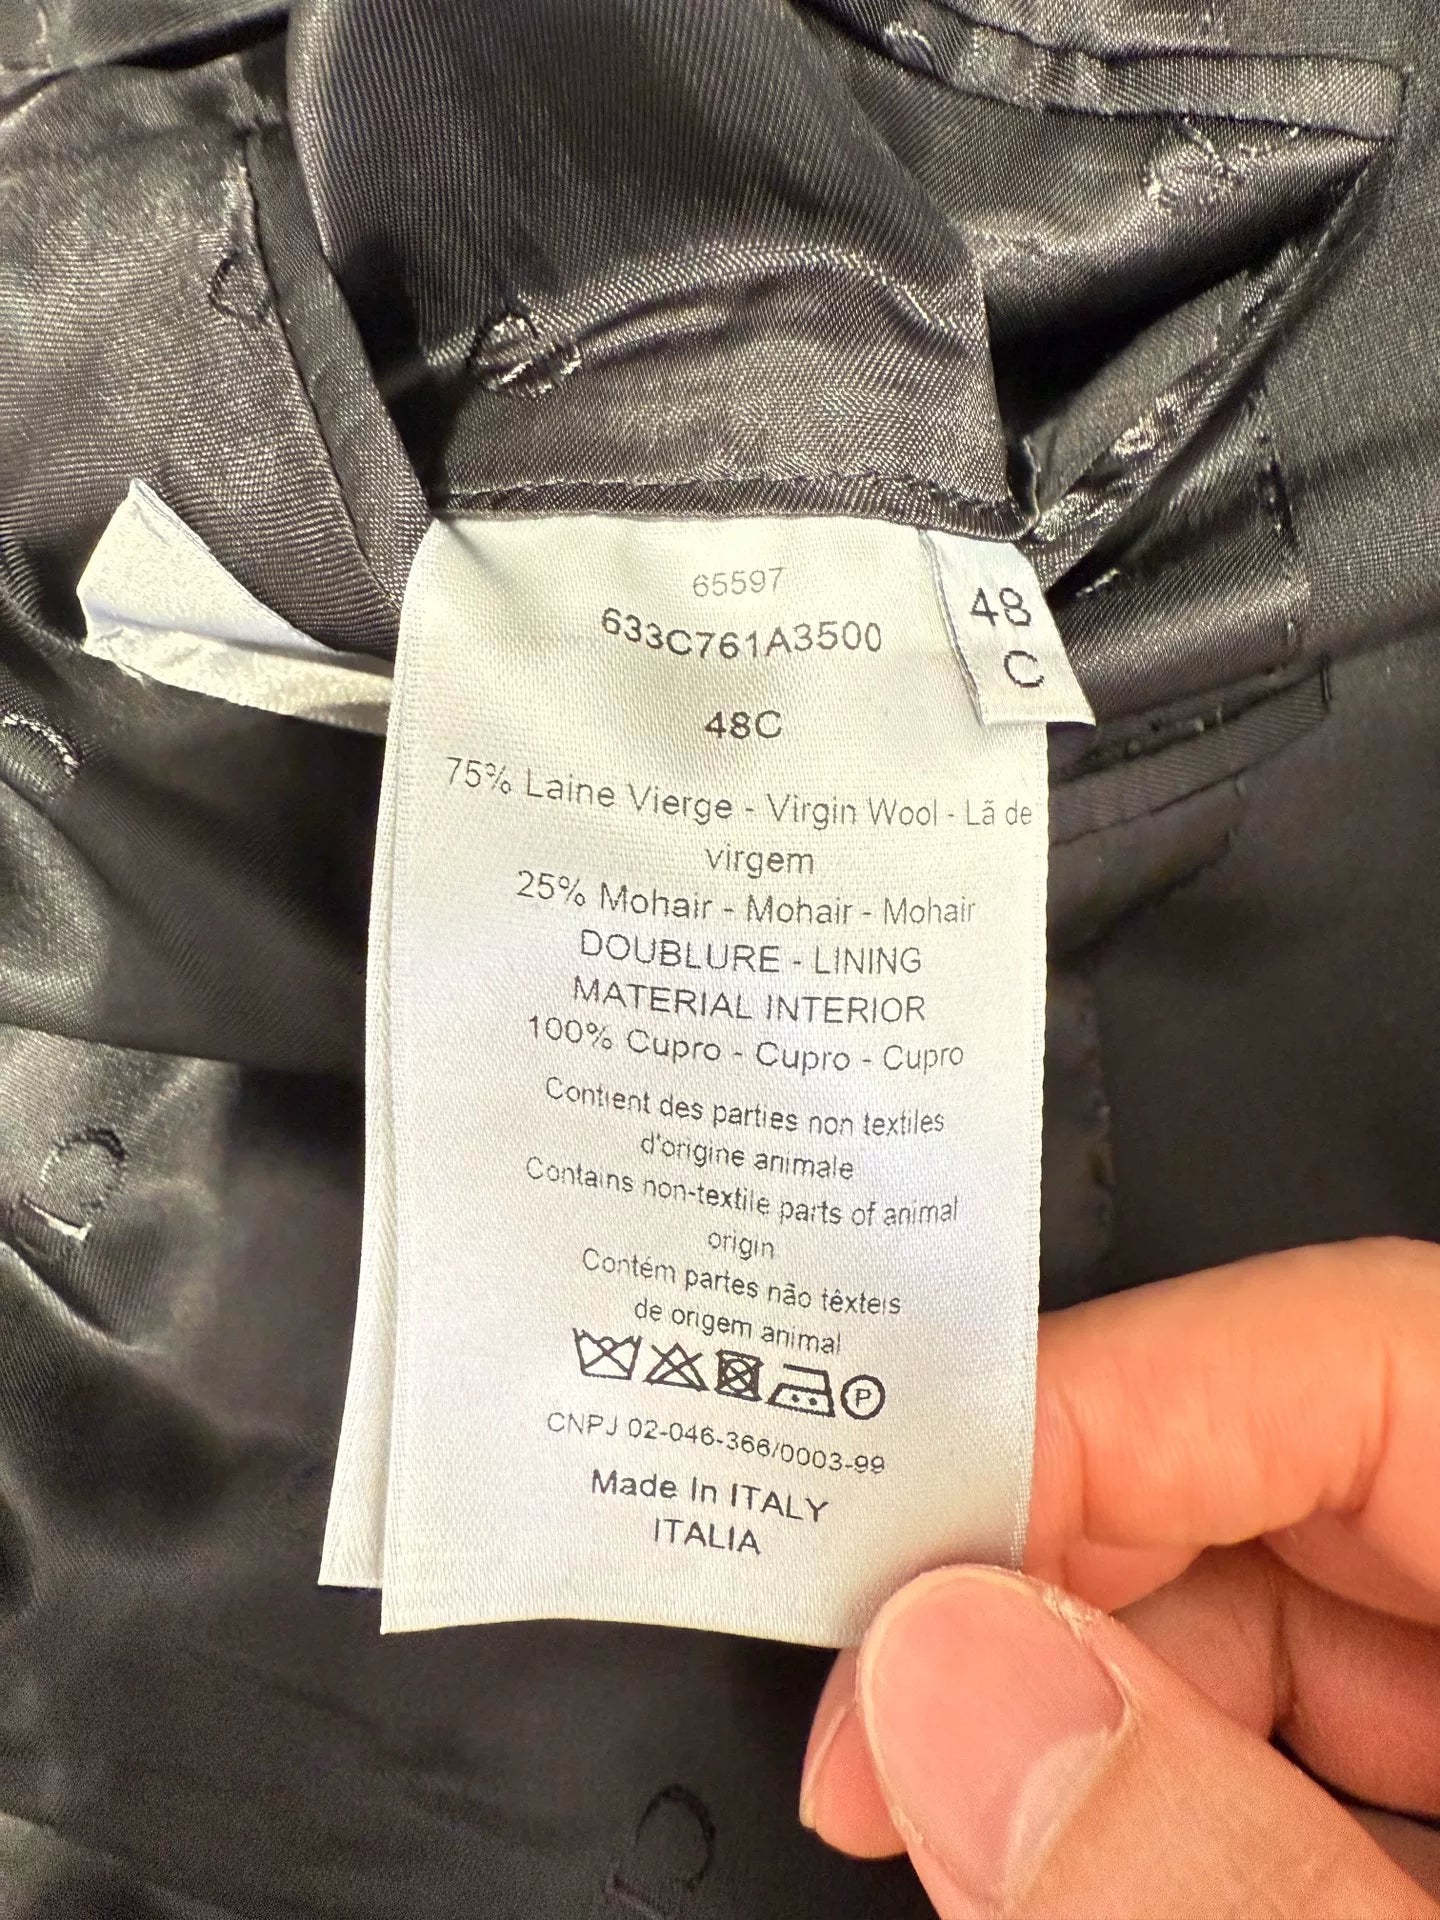 65597
633C761A3500
48
C
48C
75% Laine Vierge - Virgin Wool - Lã de
virgem
25% Mohair - Mohair - Mohair
DOUBLURE - LINING
MATERIAL INTERIOR
100% Cupro - Cupro - Cupro
Contient des parties non textiles
d'origine animale
Contains non-textile parts of animal
origin
Contém partes não têxteis
de origem animal
P
CNPJ 02-046-366/0003-99
Made In ITALY
ITALIA